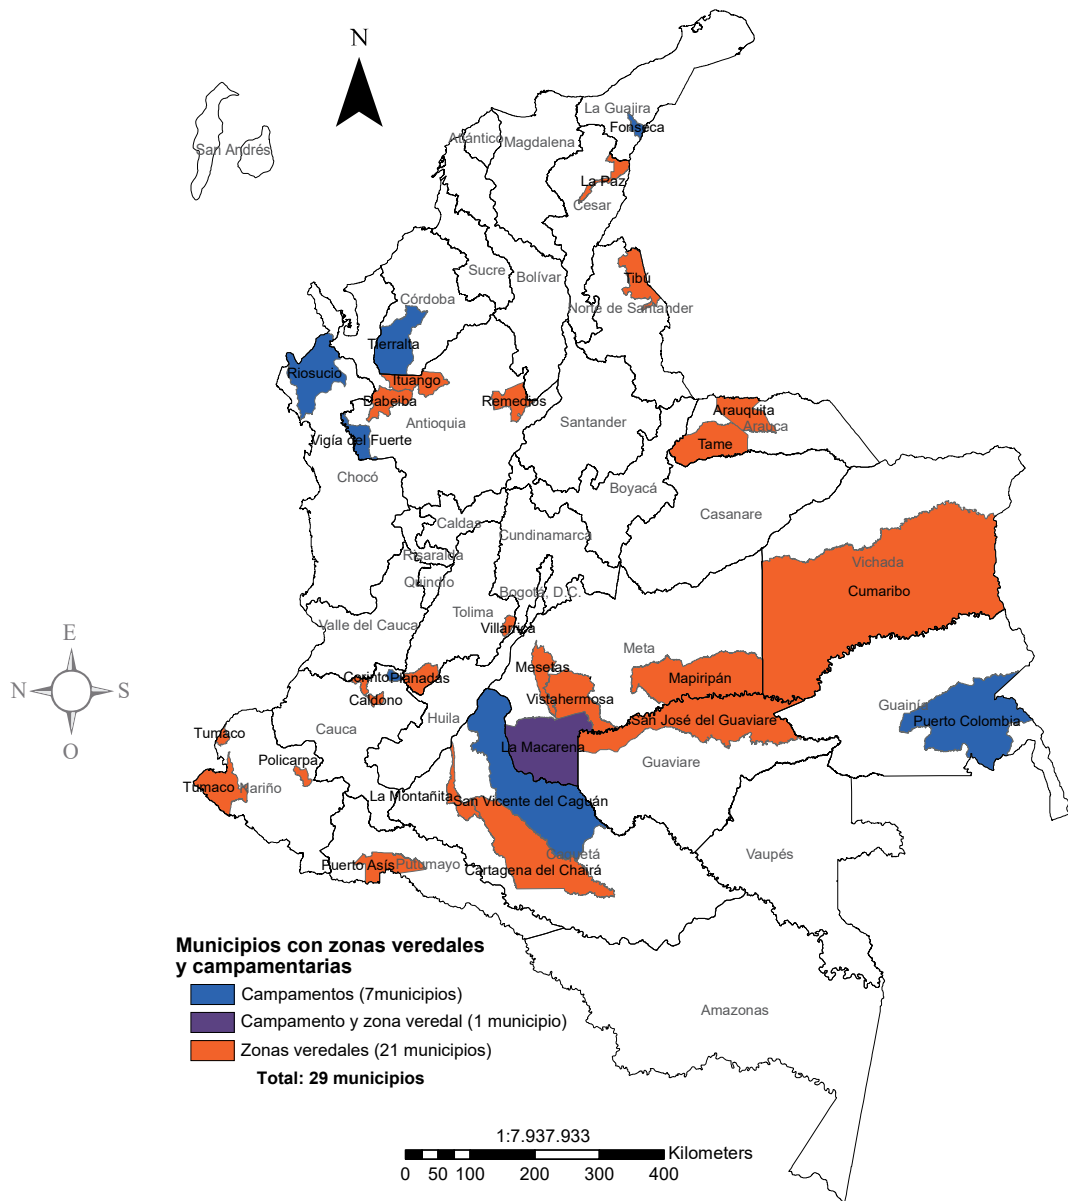 N
La Guajira
Fonseca
Atlántico
Magdalena
San Andrés
La Paz
Cesar
Sucre
Bolívar
Tibú
Córdoba
Norte de Santander
Tierralta
Riosucio
Ituango
Dabeiba
Remedios
Arauquita
Antioquia
Santander
Arauca
Vigía del Fuerte
Tame
Chocó
Boyacá
Casanare
Caldas
Cundinamarca
Risaralda
Vichada
Quindío
Bogotá, D.C.
Cumaribo
Tolima
Valle del Cauca
Villarrica
E
N
S
O
Meta
Mesetas
Corinto
Planadas
Mapiripán
Caldono
Vistahermosa
Guainía
Huila
San José del Guaviare
Puerto Colombia
Cauca
Tumaco
La Macarena
Policarpa
Guaviare
Tumaco
Nariño
La Montañita
San Vicente del Caguán
Caquetá
Vaupés
Puerto Asís
Putumayo
Cartagena del Chairá
Municipios con zonas veredales
y campamentarias
Campamentos (7municipios)
Campamento y zona veredal (1 municipio)
Zonas veredales (21 municipios)
Total: 29 municipios
Amazonas
1:7.937.933
Kilometers
0 50 100 200 300 400